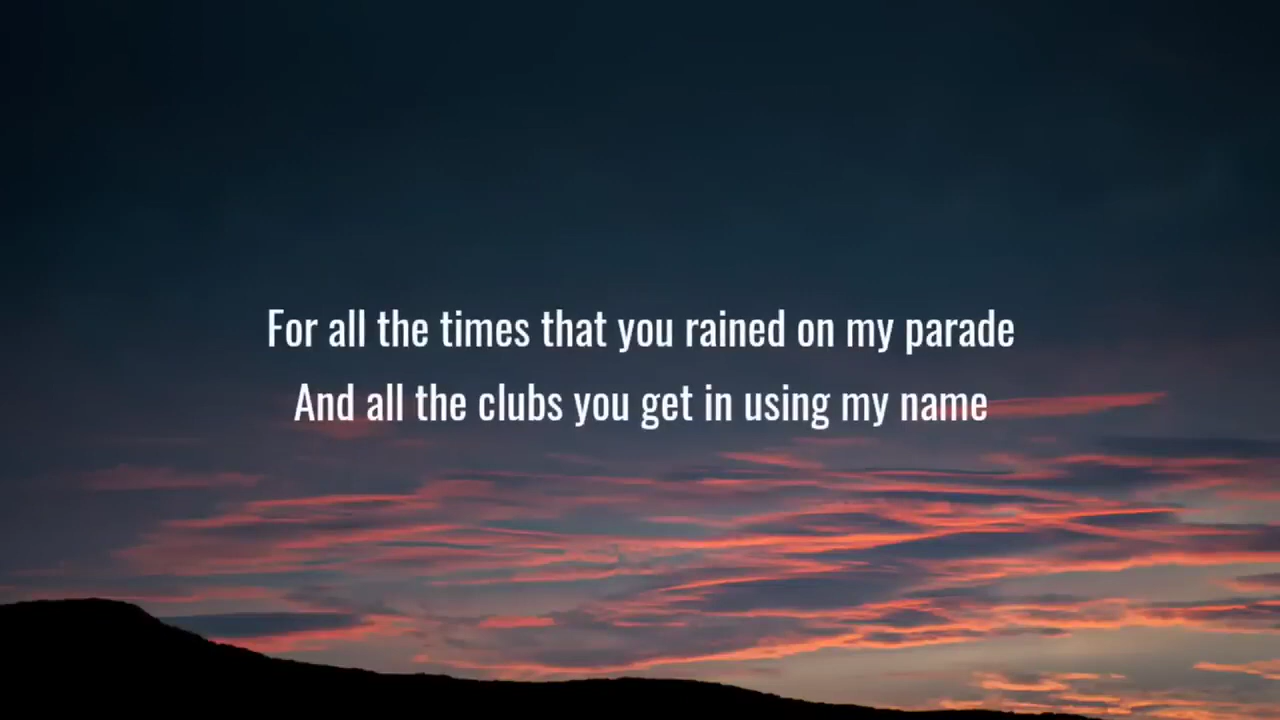 For all the times that you rained on my parade
And all the clubs you get in using my name